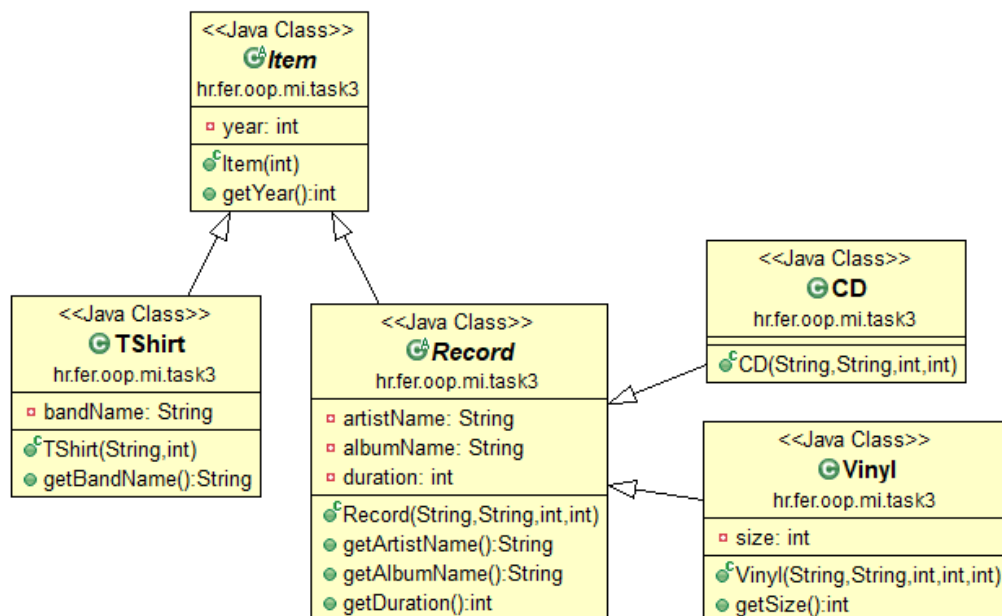 <<Java Class>>
Item
hr.fer.oop.mi.task3
year: int
Item(int)
getYear():int
<<Java Class>>
TShirt
hr.fer.oop.mi.task3
bandName: String
TShirt(String,int)
getBandName():String
<<Java Class>>
Record
hr.fer.oop.mi.task3
artistName: String
albumName: String
duration: int
Record(String,String,int,int)
getArtistName():String
getAlbumName():String
getDuration():int
<<Java Class>>
CD
hr.fer.oop.mi.task3
CD(String,String,int,int)
<<Java Class>>
Vinyl
hr.fer.oop.mi.task3
size: int
Vinyl(String,String,int,int,int)
getSize():int